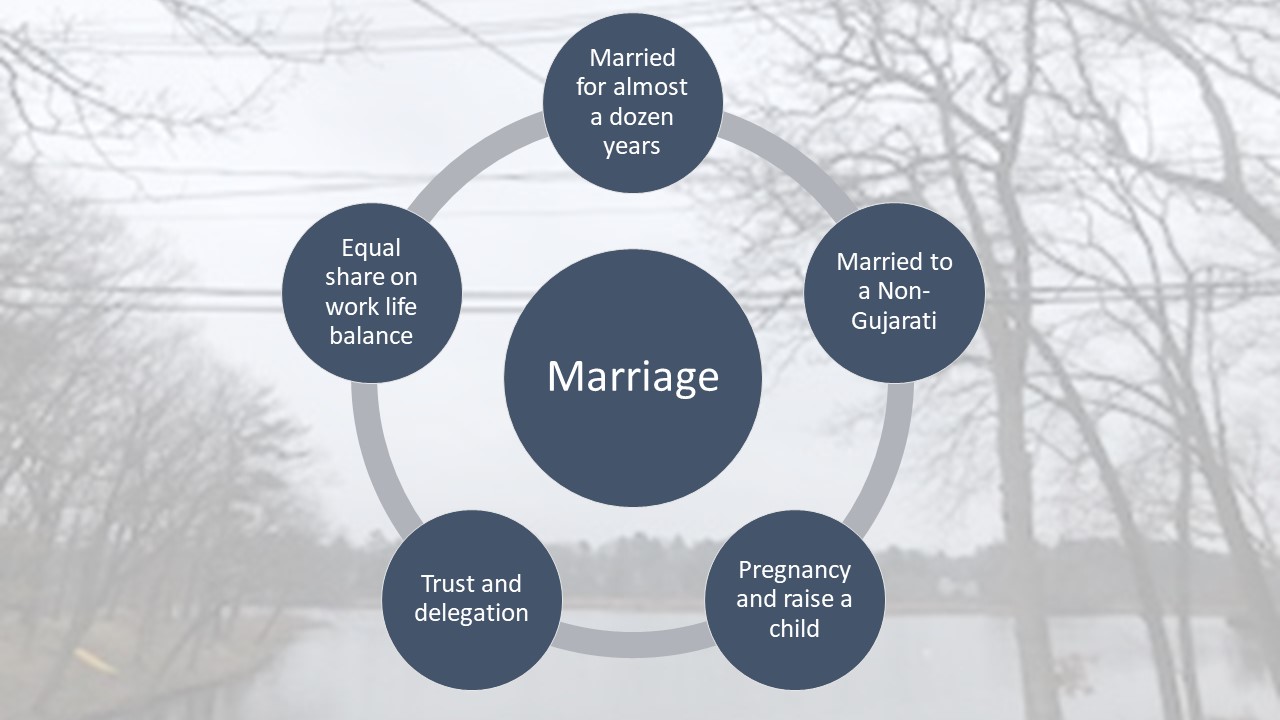 Married
for almost
a dozen
years
Married to
a Non-
Gujarati
Pregnancy
and raise a
child
Trust and
delegation
Equal
share on
work life
balance
Marriage